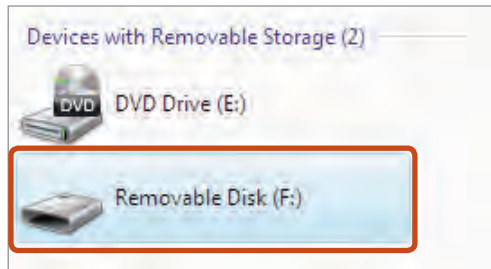 Devices with Removable Storage (2)
DVD
DVD Drive (E:)
Removable Disk (F:)